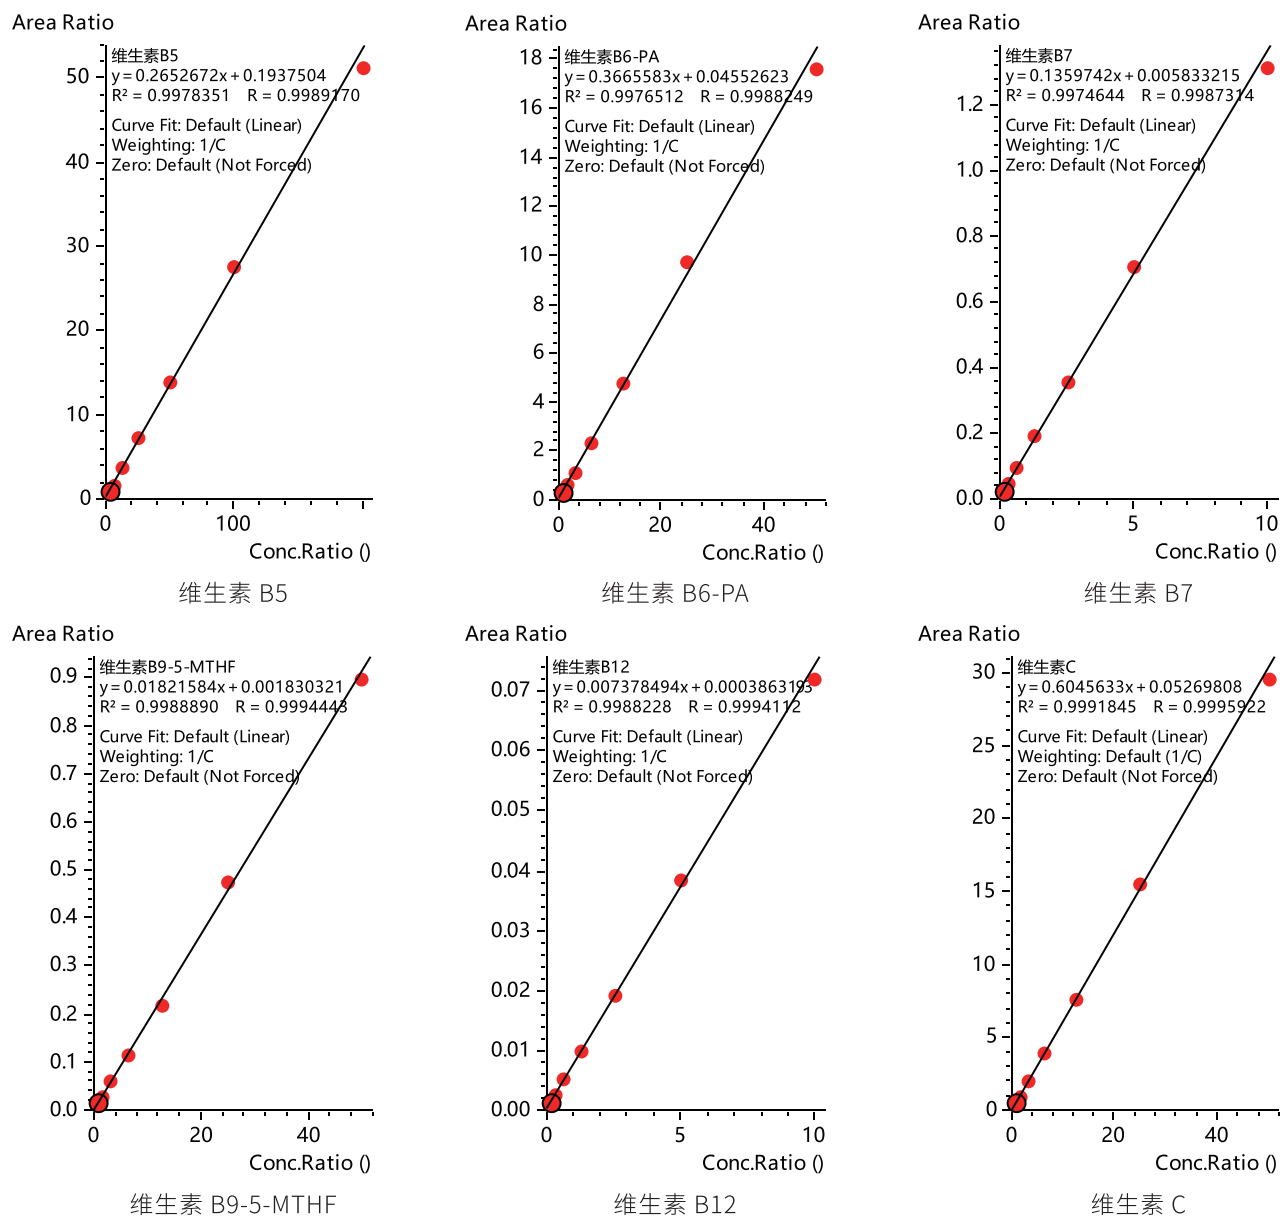 Area Ratio
维生素B5
y = 0.2652672x + 0.1937504
R² = 0.9978351 R = 0.9989170
Curve Fit: Default (Linear)
Weighting: 1/C
Zero: Default (Not Forced)
50
40
30
20
10
0
0 100
Conc.Ratio ()
维生素 B5
Area Ratio
维生素B6-PA
y = 0.3665583x + 0.04552623
R² = 0.9976512 R = 0.9988249
Curve Fit: Default (Linear)
Weighting: 1/C
Zero: Default (Not Forced)
18
16
14
12
10
8
6
4
2
0
0 20 40
Conc.Ratio ()
维生素 B6-PA
Area Ratio
维生素B7
y = 0.1359742x + 0.005833215
R² = 0.9974644 R = 0.9987314
Curve Fit: Default (Linear)
Weighting: 1/C
Zero: Default (Not Forced)
1.2
1.0
0.8
0.6
0.4
0.2
0.0
0 5 10
Conc.Ratio ()
维生素 B7
Area Ratio
维生素B9-5-MTHF
y = 0.01821584x + 0.001830321
R² = 0.9988890 R = 0.9994443
Curve Fit: Default (Linear)
Weighting: 1/C
Zero: Default (Not Forced)
0.9
0.8
0.7
0.6
0.5
0.4
0.3
0.2
0.1
0.0
0 20 40
Conc.Ratio ()
维生素 B9-5-MTHF
Area Ratio
维生素B12
y = 0.007378494x + 0.0003863193
R² = 0.9988228 R = 0.9994112
Curve Fit: Default (Linear)
Weighting: 1/C
Zero: Default (Not Forced)
0.07
0.06
0.05
0.04
0.03
0.02
0.01
0.00
0 5 10
Conc.Ratio ()
维生素 B12
Area Ratio
维生素C
y = 0.6045633x + 0.05269808
R² = 0.9991845 R = 0.9995922
Curve Fit: Default (Linear)
Weighting: Default (1/C)
Zero: Default (Not Forced)
30
25
20
15
10
5
0
0 20 40
Conc.Ratio ()
维生素 C